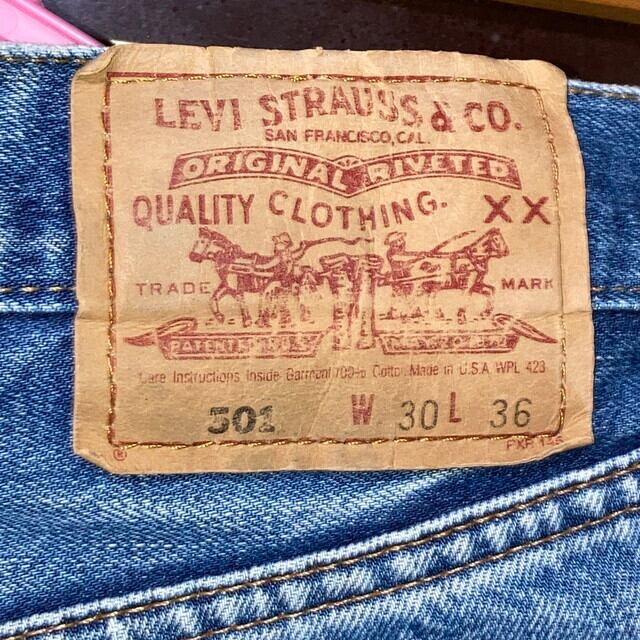 LEVI STRAUSS & CO.
SAN FRANCISCO, CAL.
ORIGINAL RIVETED
QUALITY CLOTHING. XX
TRADE MARK
Care Instructions Inside Garment 100% Cotton Made in U.S.A WPL 423
501 W 30 L 36
®